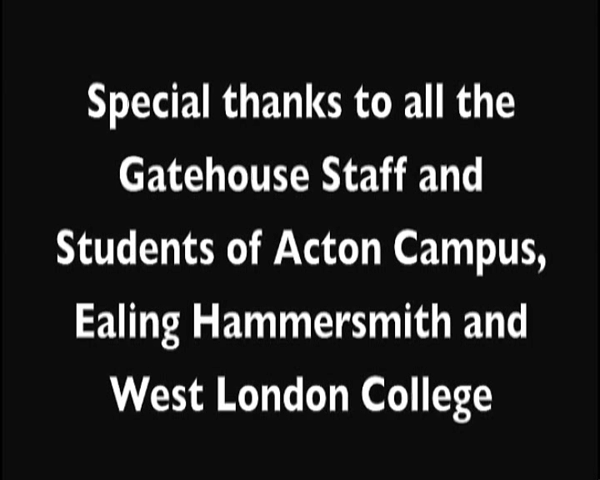 Special thanks to all the
Gatehouse Staff and
Students of Acton Campus,
Ealing Hammersmith and
West London College